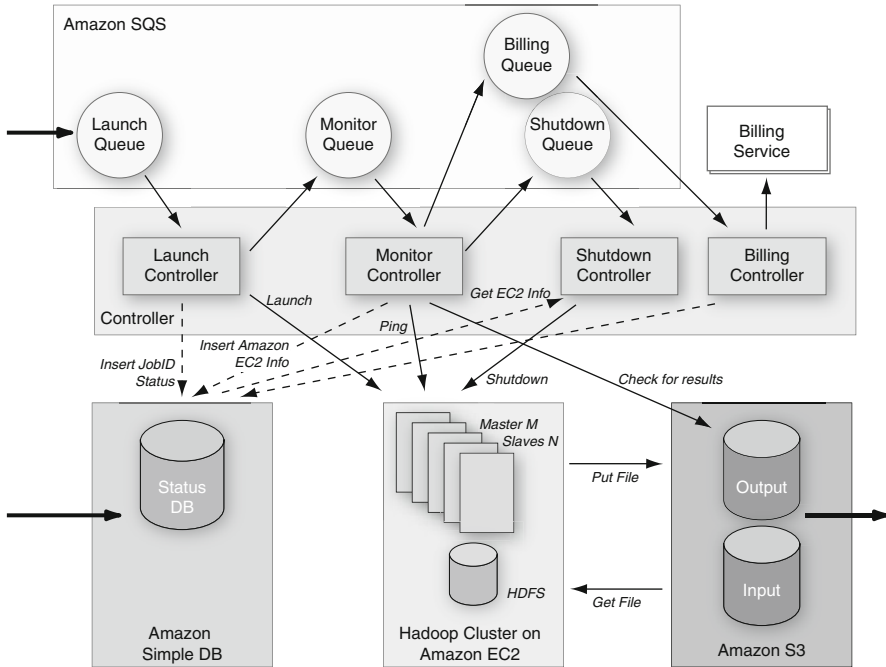 Amazon SQS
Billing
Queue
Launch
Queue
Monitor
Queue
Shutdown
Queue
Billing
Service
Launch
Controller
Monitor
Controller
Shutdown
Controller
Billing
Controller
Launch
Get EC2 Info
Controller
Ping
Insert Amazon
EC2 Info
Insert JobID
Status
Shutdown
Check for results
Master M
Slaves N
Status
DB
Put File
Output
HDFS
Get File
Input
Amazon
Simple DB
Hadoop Cluster on
Amazon EC2
Amazon S3